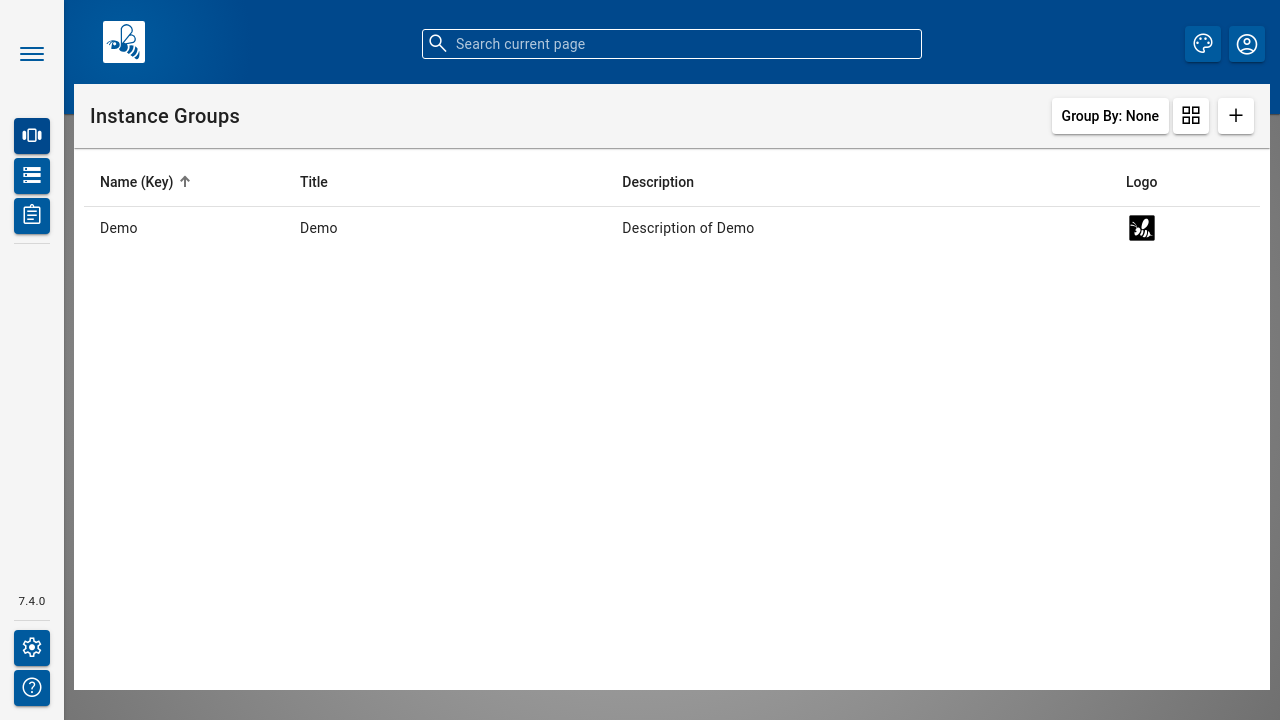 Search current page
Instance Groups
Group By: None
Name (Key) Title Description Logo
Demo Demo Description of Demo
7.4.0